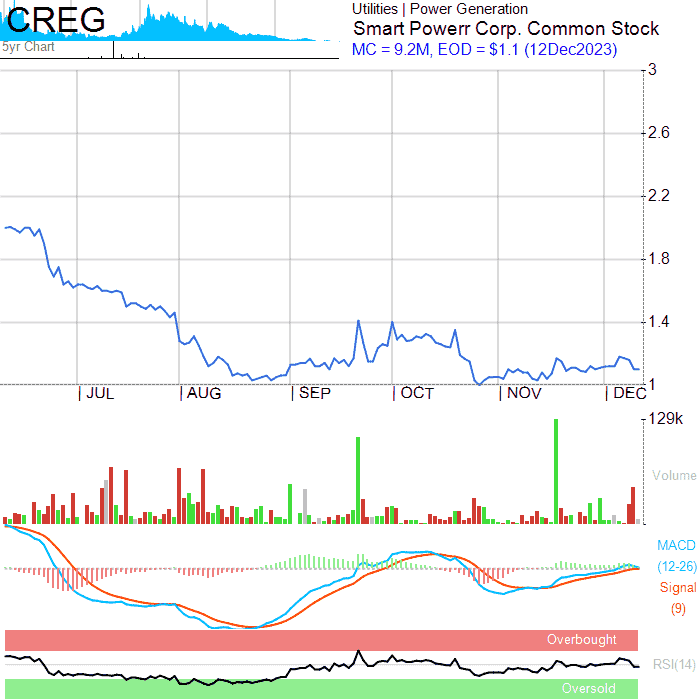 CREG
5yr Chart
Utilities | Power Generation
Smart Powerr Corp. Common Stock
MC = 9.2M, EOD = $1.1 (12Dec2023)
3
2.6
2.2
1.8
1.4
1
JUL AUG SEP OCT NOV DEC
129k
Volume
MACD
(12-26)
Signal
(9)
Overbought
RSI(14)
Oversold